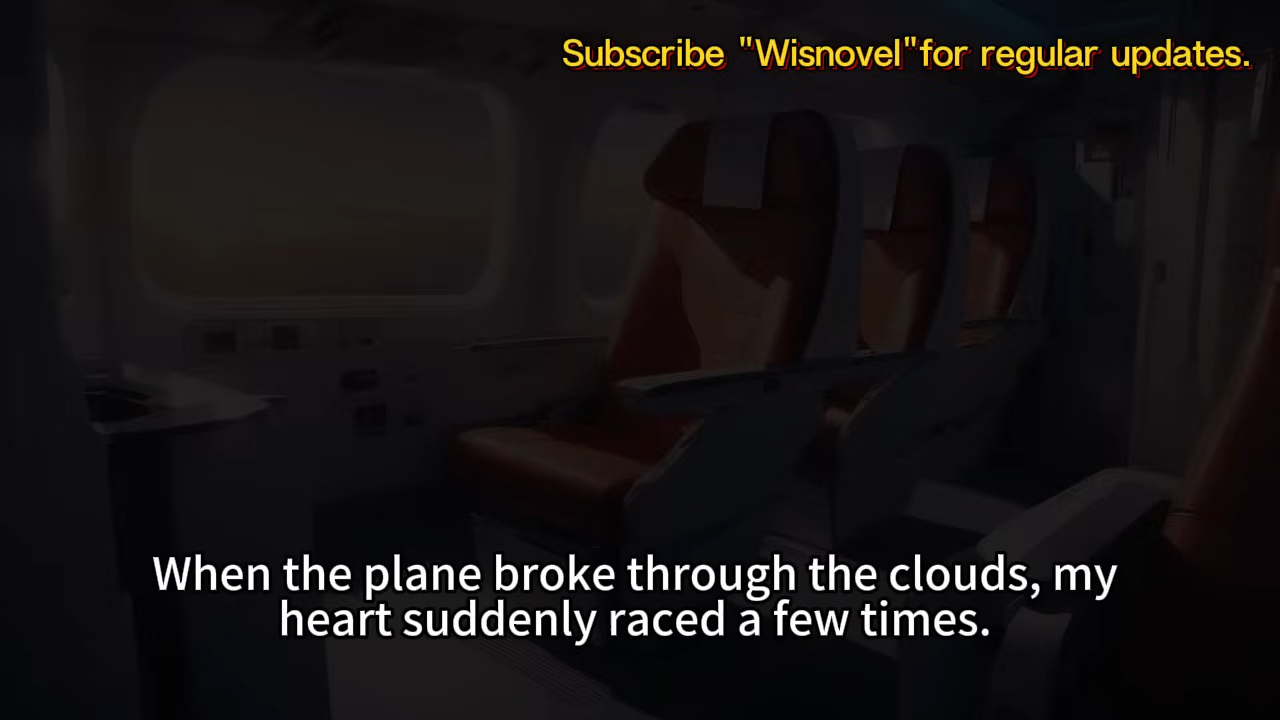 Subscribe "Wisnovel"for regular updates.
When the plane broke through the clouds, my
heart suddenly raced a few times.